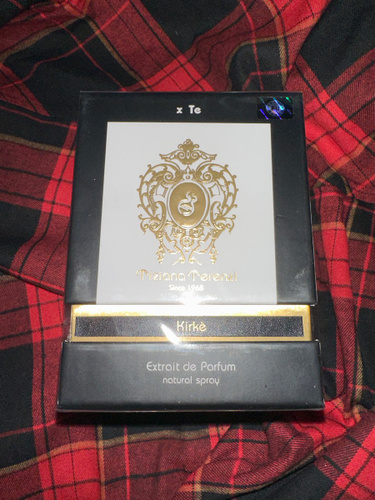 x Te
Tiziana Terenzi
Since 1968
Kirkè
Extrait de Parfum
natural spray